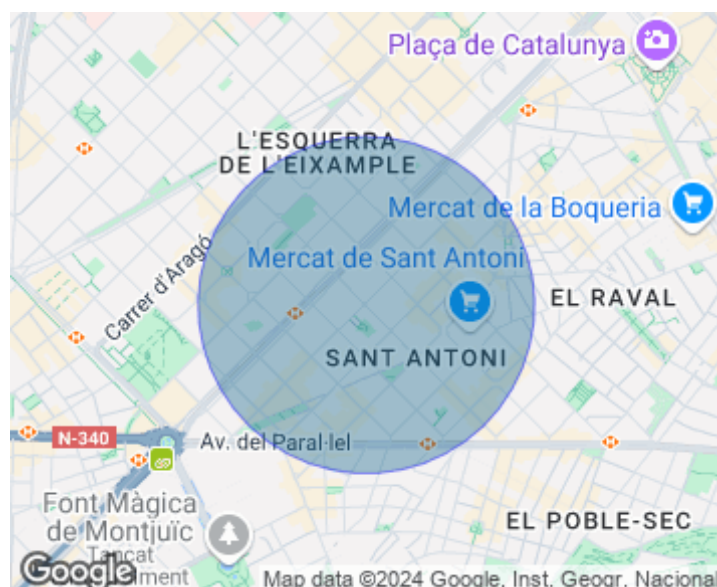 Plaça de Catalunya
L'ESQUERRA
DE L'EIXAMPLE
Mercat de la Boqueria
Carrer d'Aragó
Mercat de Sant Antoni
EL RAVAL
SANT ANTONI
N-340
Av. del Paral·lel
Font Màgica
de Montjuïc
Tancat
EL POBLE-SEC
Google
Map data ©2024 Google, Inst. Geogr. Nacional